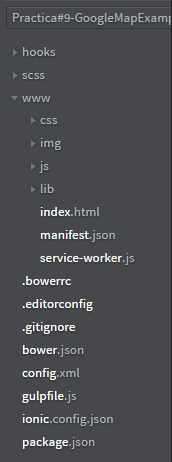 Practica#9-GoogleMapExamp
hooks
scss
www
css
img
js
lib
index.html
manifest.json
service-worker.js
.bowerrc
.editorconfig
.gitignore
bower.json
config.xml
gulpfile.js
ionic.config.json
package.json